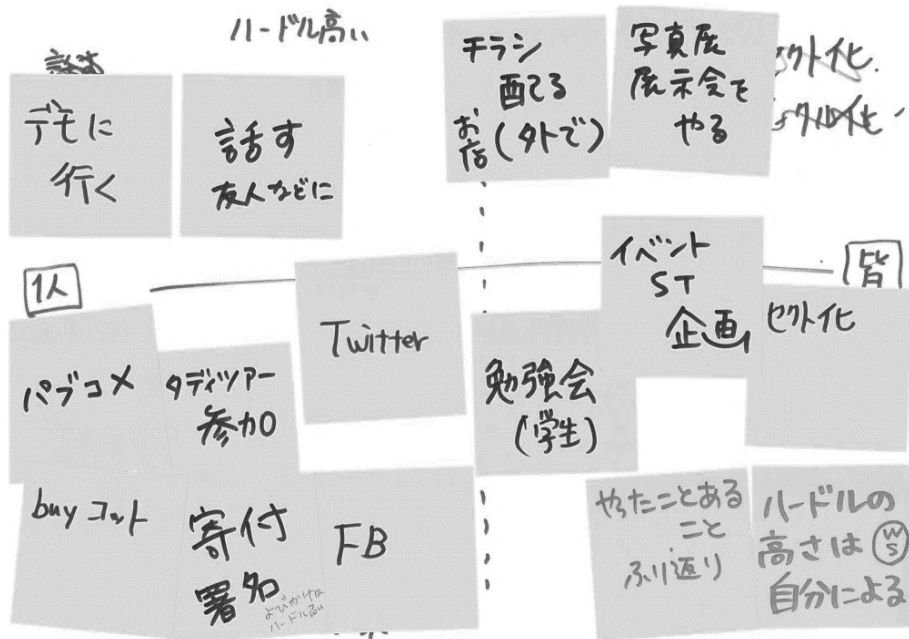 ハードル高い
話す
デモに
行く
話す
友人などに
チラシ
配てる
お店
(外で)
写真展
展示会を
やる
セクト化
1人
皆
パブコメ
タディツアー
参加
Twitter
勉強会
(学生)
イベント
ST
企画
セクト化
buyコット
寄付
署名
よびかけは
ハードル高い
FB
やったことある
こと
ふり返り
ハードルの
高さは WS
自分による